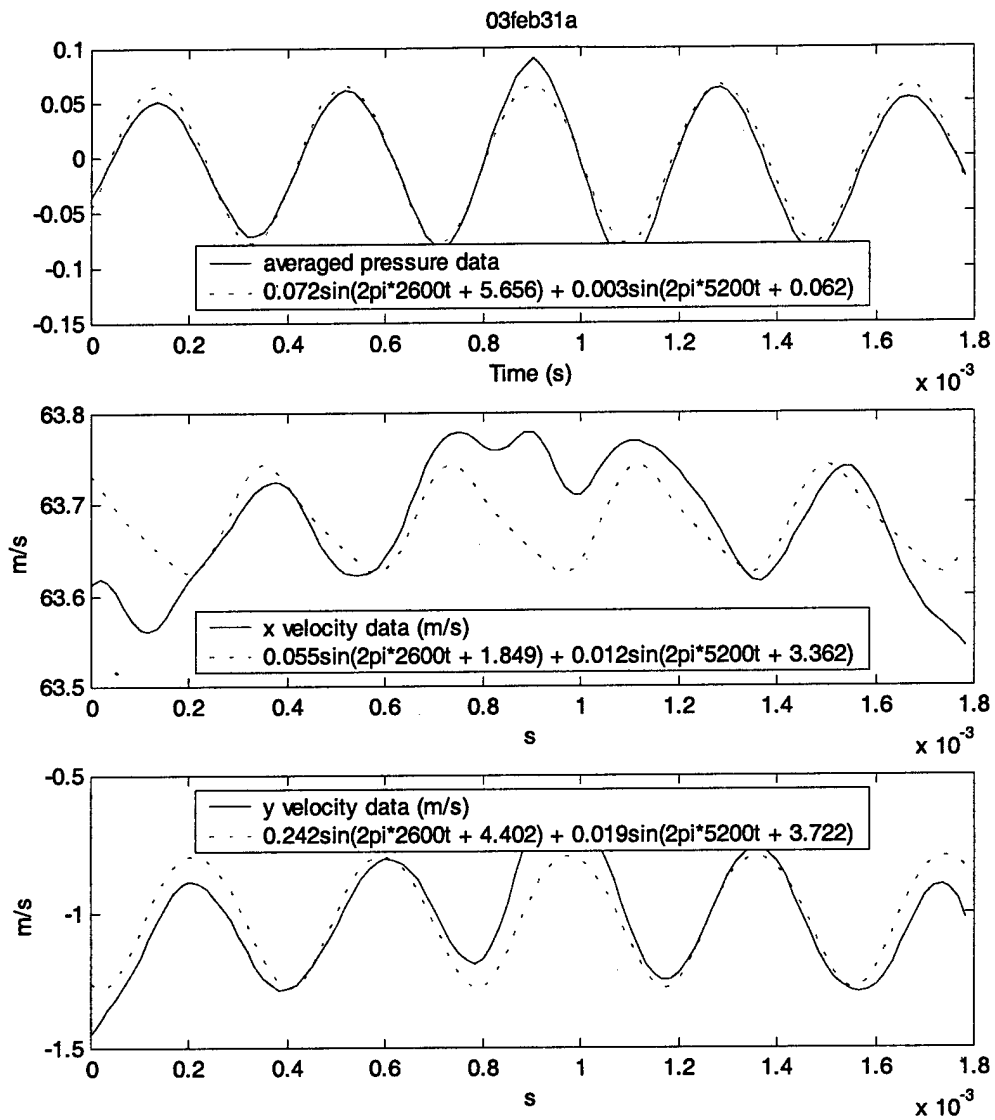 03feb31a
0.1
0.05
0
-0.05
-0.1
-0.15
averaged pressure data
0.072sin(2pi*2600t + 5.656) + 0.003sin(2pi*5200t + 0.062)
0 0.2 0.4 0.6 0.8 1 1.2 1.4 1.6 1.8
Time (s)
x 10-3
63.8
63.7
63.6
63.5
m/s
x velocity data (m/s)
0.055sin(2pi*2600t + 1.849) + 0.012sin(2pi*5200t + 3.362)
0 0.2 0.4 0.6 0.8 1 1.2 1.4 1.6 1.8
s
x 10-3
-0.5
-1
-1.5
m/s
y velocity data (m/s)
0.242sin(2pi*2600t + 4.402) + 0.019sin(2pi*5200t + 3.722)
0 0.2 0.4 0.6 0.8 1 1.2 1.4 1.6 1.8
s
x 10-3